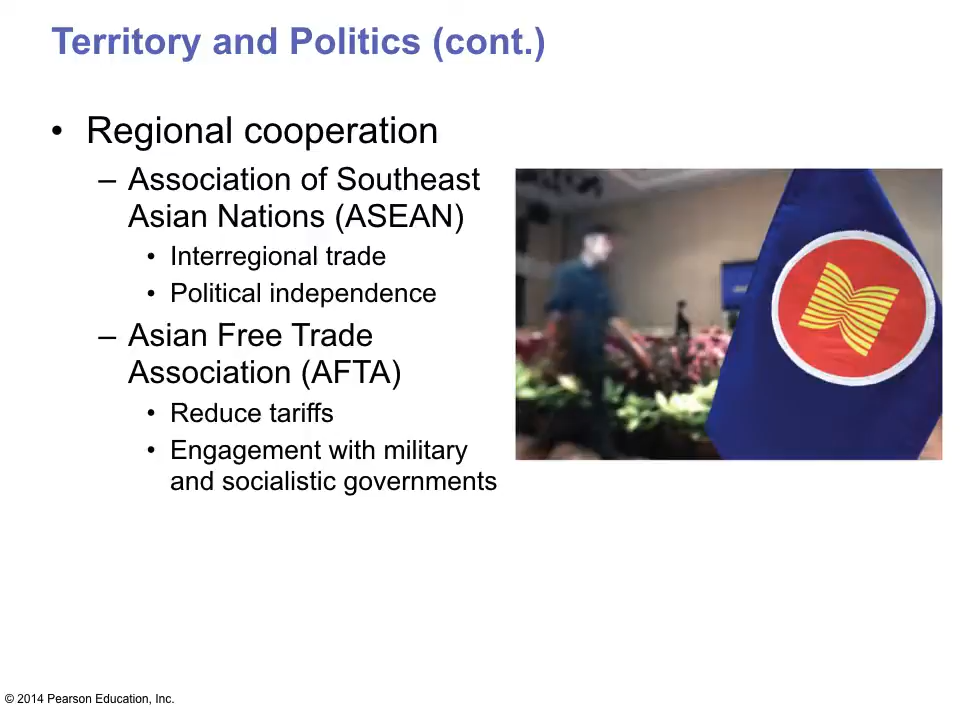 Territory and Politics (cont.)
• Regional cooperation
– Association of Southeast
Asian Nations (ASEAN)
• Interregional trade
• Political independence
– Asian Free Trade
Association (AFTA)
• Reduce tariffs
• Engagement with military
and socialistic governments
© 2014 Pearson Education, Inc.